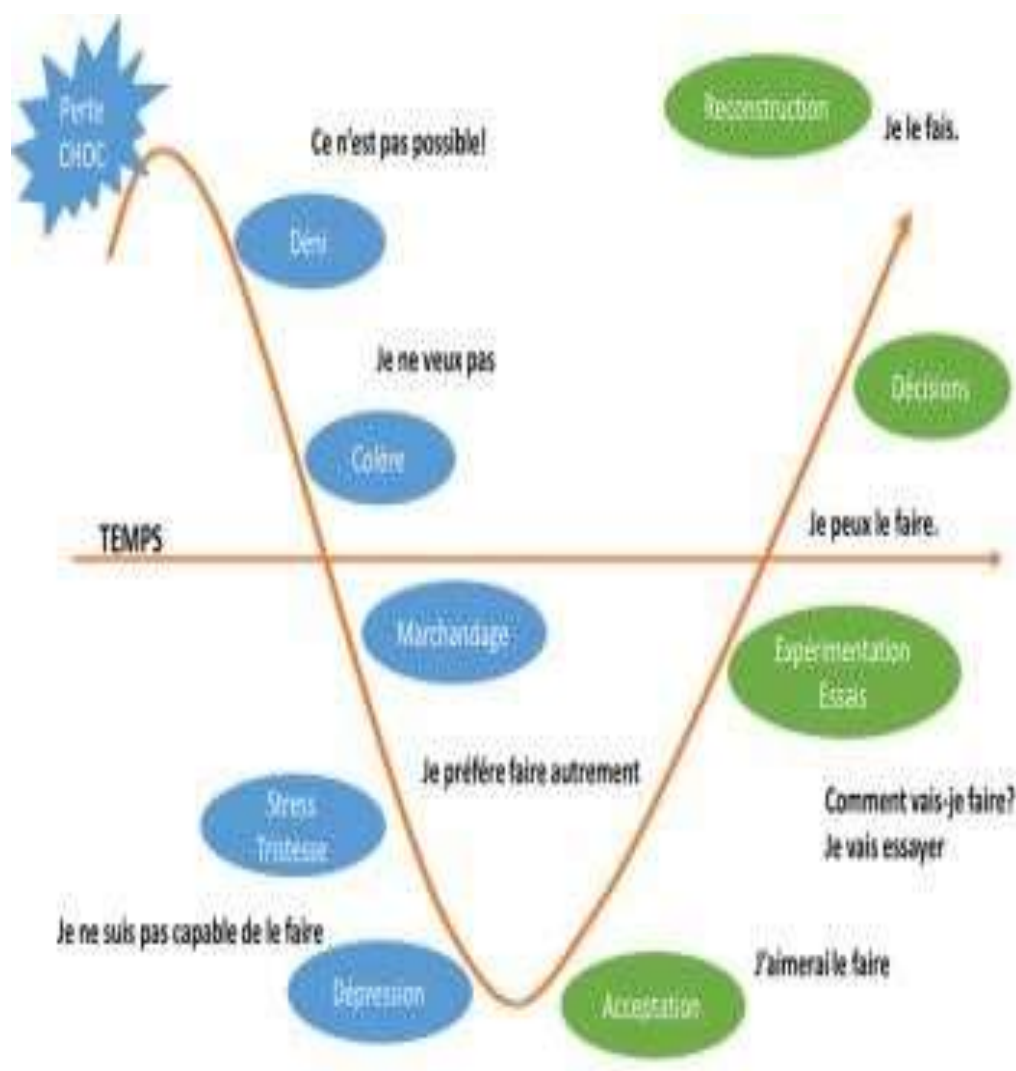 Perte
CHOC
Ce n'est pas possible!
Déni
Je ne veux pas
Colère
TEMPS
Marchandage
Je préfére faire autrement
Stress
Tristesse
Je ne suis pas capable de le faire
Dépression
Acceptation
J'aimerai le faire
Comment vais-je faire?
Je vais essayer
Expérimentation
Essais
Je peux le faire.
Décisions
Reconstruction
Je le fais.